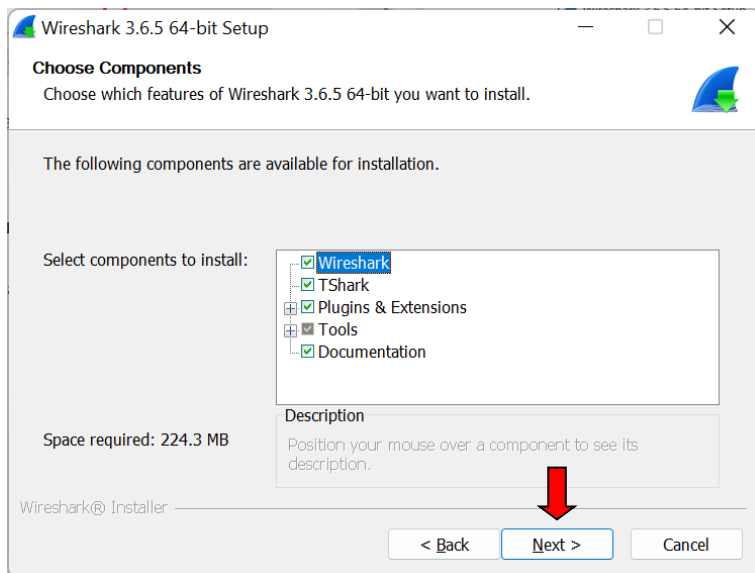 Wireshark 3.6.5 64-bit Setup
Choose Components
Choose which features of Wireshark 3.6.5 64-bit you want to install.
The following components are available for installation.
Select components to install:
Wireshark
TShark
Plugins & Extensions
Tools
Documentation
Space required: 224.3 MB
Description
Position your mouse over a component to see its
description.
Wireshark® Installer
< Back
Next >
Cancel